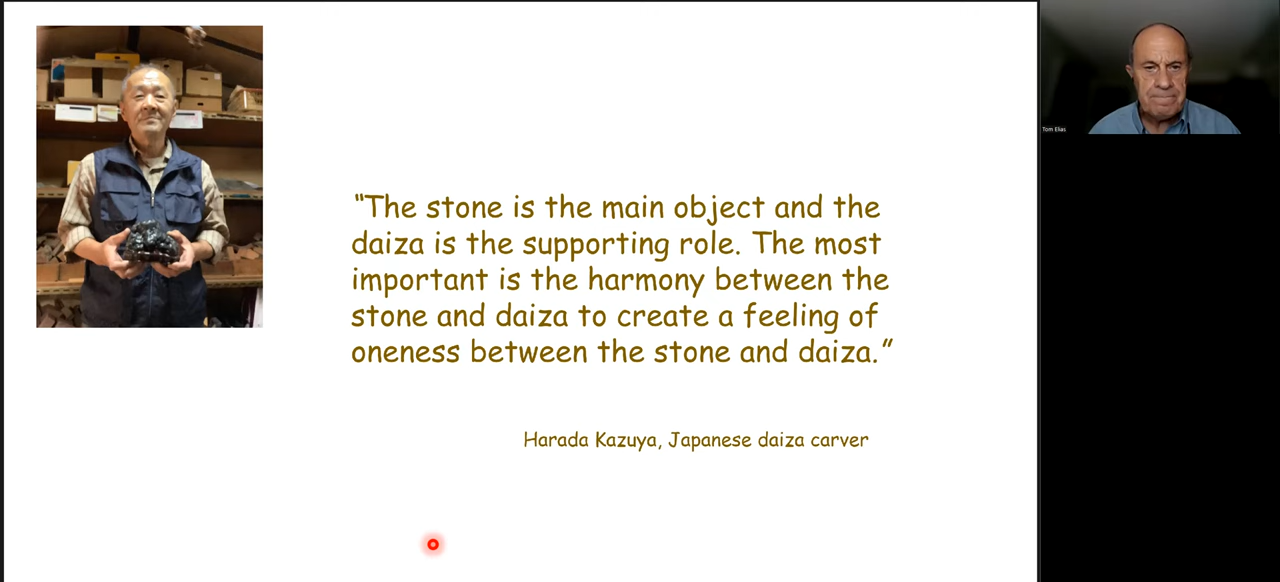 “The stone is the main object and the
daiza is the supporting role. The most
important is the harmony between the
stone and daiza to create a feeling of
oneness between the stone and daiza.”
Harada Kazuya, Japanese daiza carver
Tom Elias